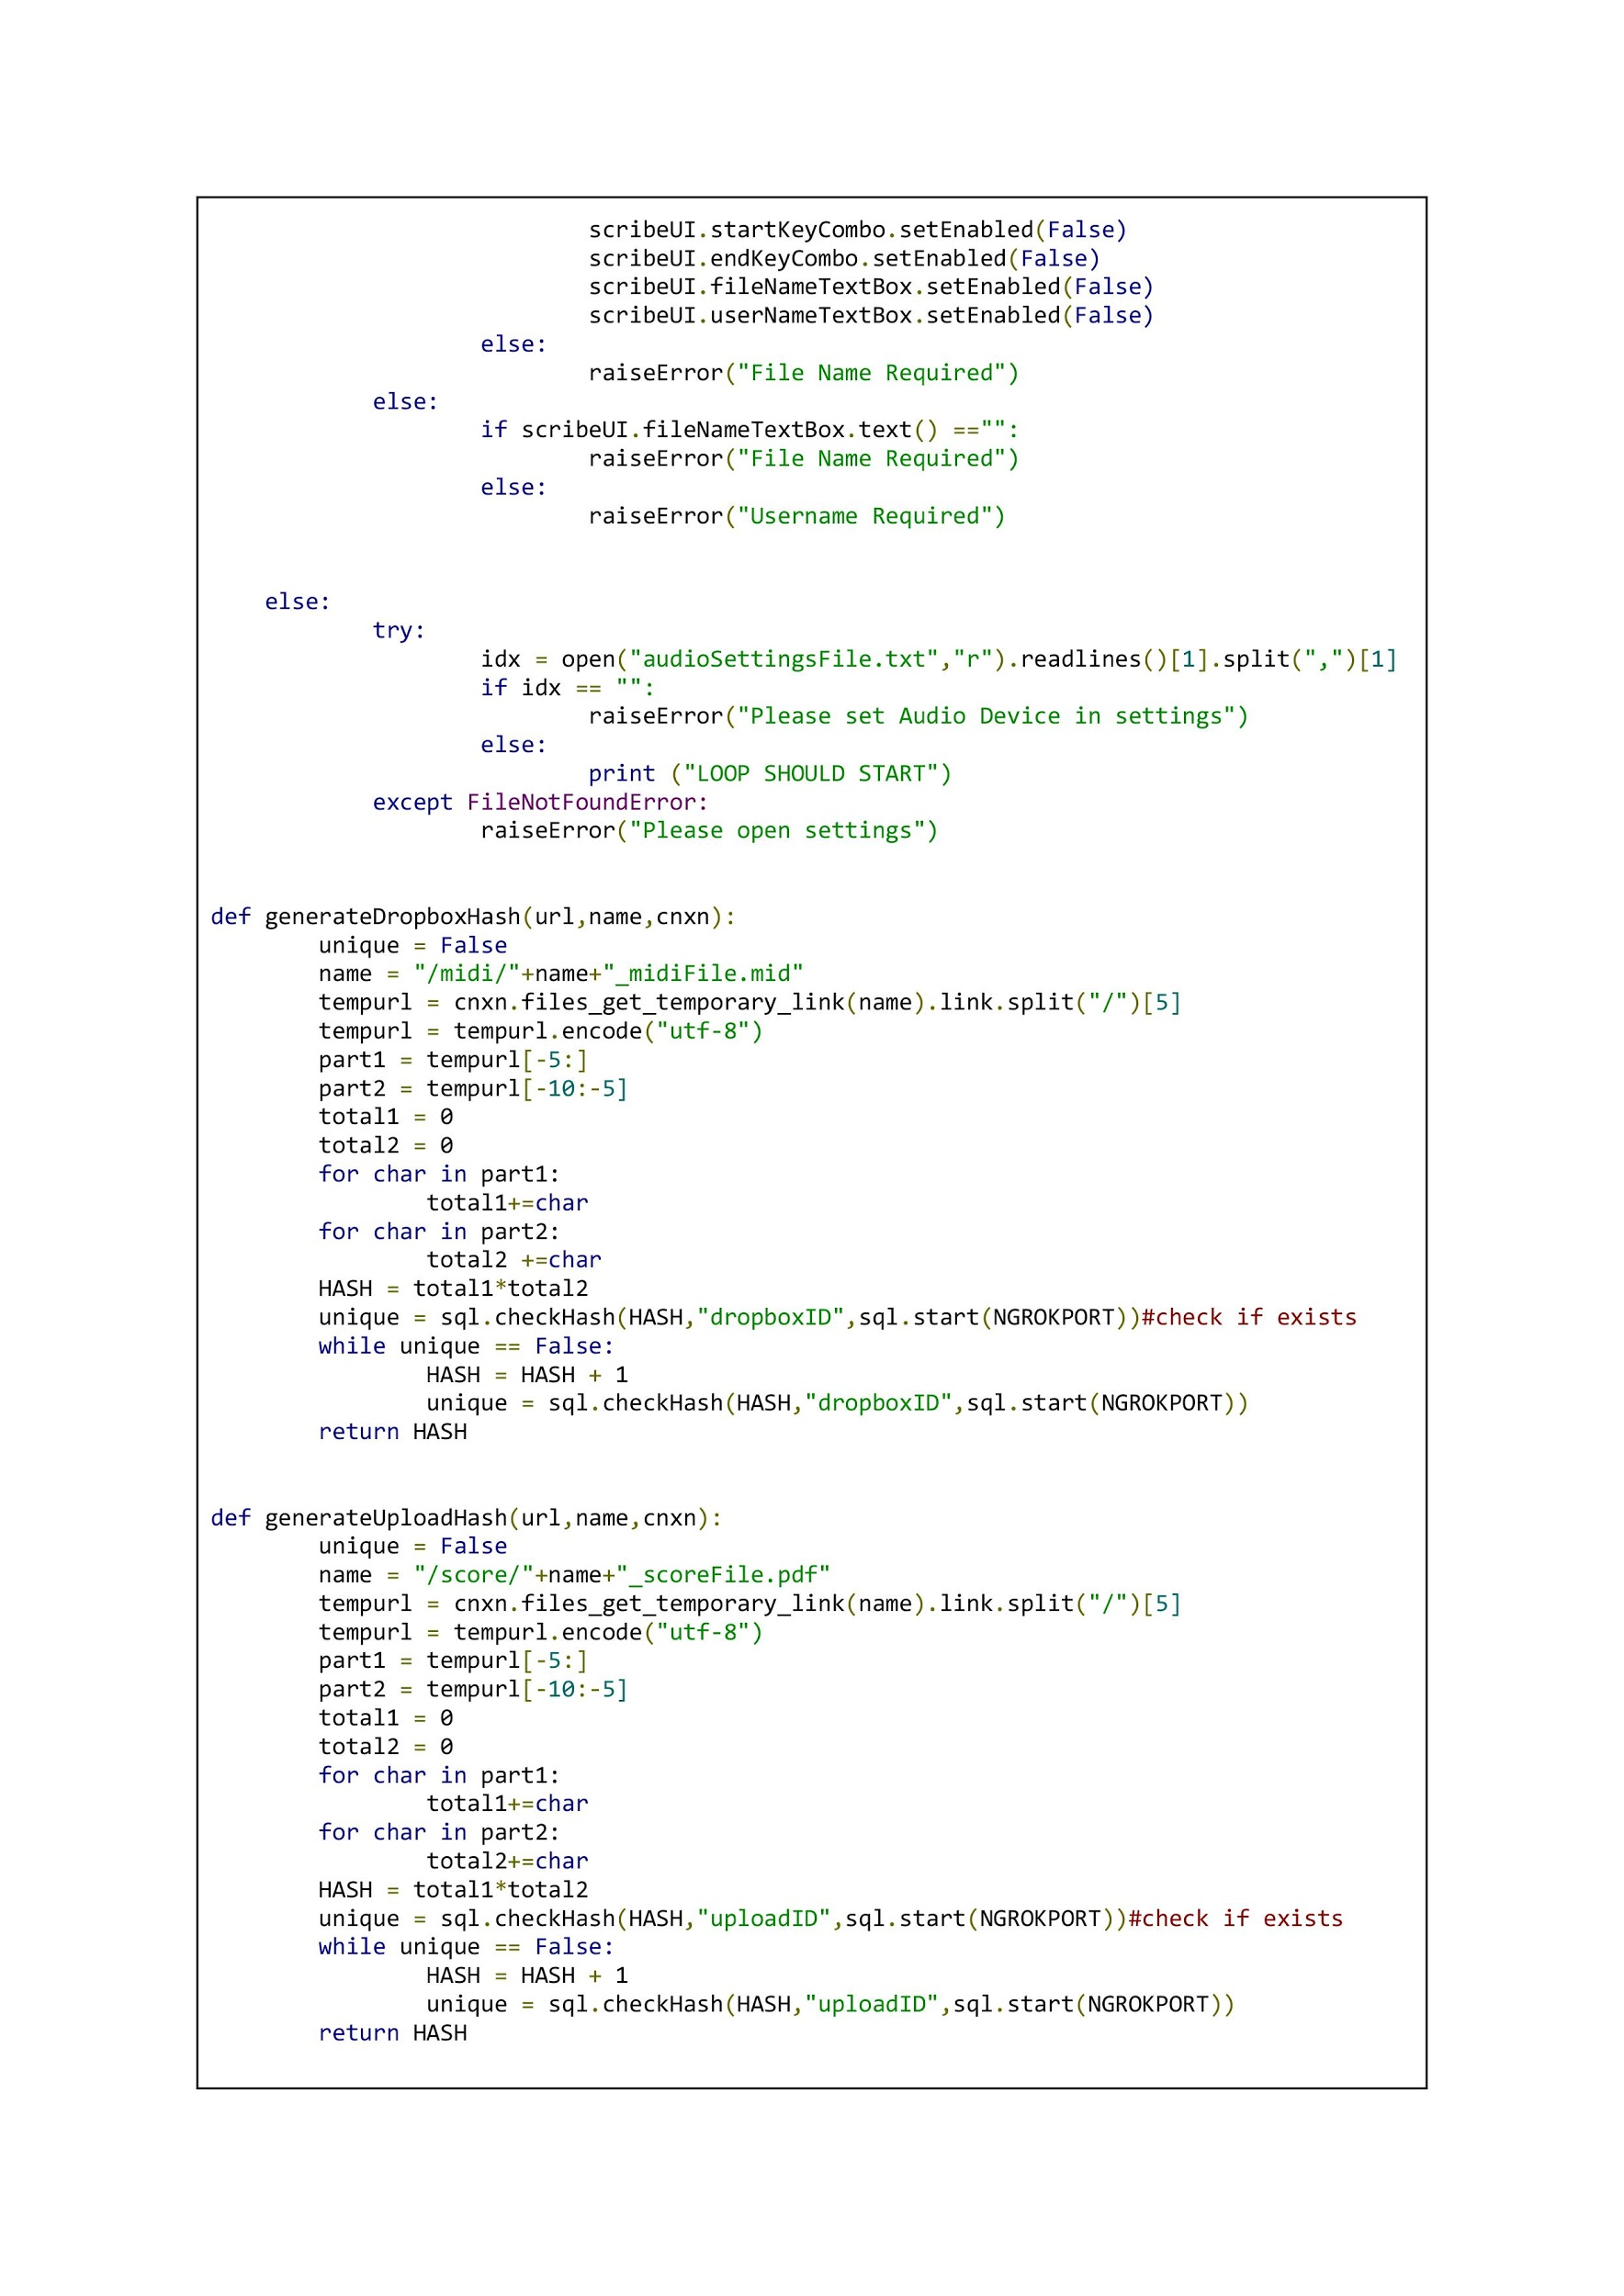 scribeUI.startKeyCombo.setEnabled(False)
scribeUI.endKeyCombo.setEnabled(False)
scribeUI.fileNameTextBox.setEnabled(False)
scribeUI.userNameTextBox.setEnabled(False)
else:
raiseError("File Name Required")
else:
if scribeUI.fileNameTextBox.text() =="":
raiseError("File Name Required")
else:
raiseError("Username Required")
else:
try:
idx = open("audioSettingsFile.txt","r").readlines()[1].split(",")[1]
if idx == "":
raiseError("Please set Audio Device in settings")
else:
print ("LOOP SHOULD START")
except FileNotFoundError:
raiseError("Please open settings")
def generateDropboxHash(url,name,cnxn):
unique = False
name = "/midi/"+name+"_midiFile.mid"
tempurl = cnxn.files_get_temporary_link(name).link.split("/")[5]
tempurl = tempurl.encode("utf-8")
part1 = tempurl[-5:]
part2 = tempurl[-10:-5]
total1 = 0
total2 = 0
for char in part1:
total1+=char
for char in part2:
total2 +=char
HASH = total1*total2
unique = sql.checkHash(HASH,"dropboxID",sql.start(NGROKPORT))#check if exists
while unique == False:
HASH = HASH + 1
unique = sql.checkHash(HASH,"dropboxID",sql.start(NGROKPORT))
return HASH
def generateUploadHash(url,name,cnxn):
unique = False
name = "/score/"+name+"_scoreFile.pdf"
tempurl = cnxn.files_get_temporary_link(name).link.split("/")[5]
tempurl = tempurl.encode("utf-8")
part1 = tempurl[-5:]
part2 = tempurl[-10:-5]
total1 = 0
total2 = 0
for char in part1:
total1+=char
for char in part2:
total2+=char
HASH = total1*total2
unique = sql.checkHash(HASH,"uploadID",sql.start(NGROKPORT))#check if exists
while unique == False:
HASH = HASH + 1
unique = sql.checkHash(HASH,"uploadID",sql.start(NGROKPORT))
return HASH